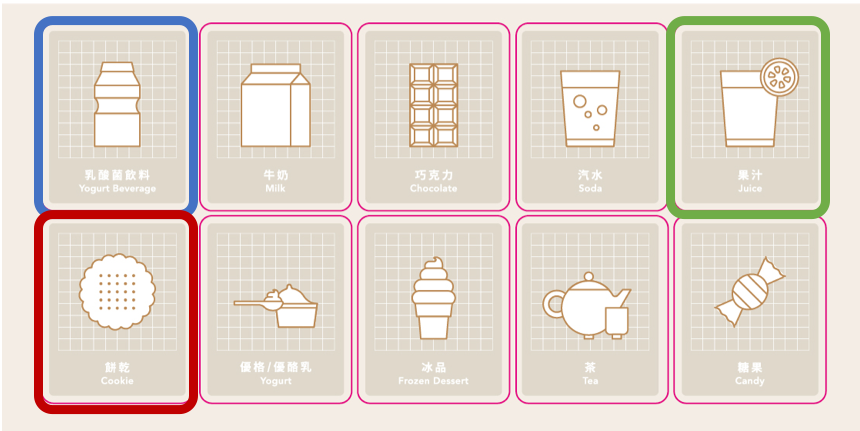 乳酸菌飲料
Yogurt Beverage
牛奶
Milk
巧克力
Chocolate
汽水
Soda
果汁
Juice
餅乾
Cookie
優格/優酪乳
Yogurt
冰品
Frozen Dessert
茶
Tea
糖果
Candy